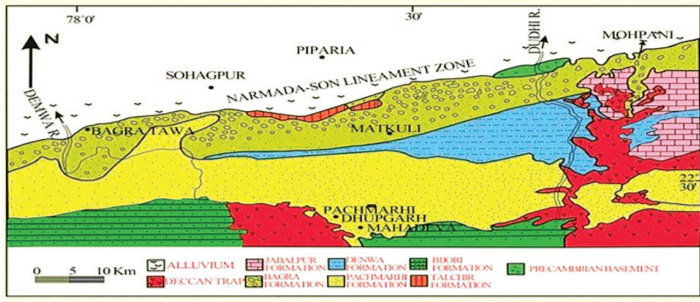 78°0'
30'
N
PIPARIA
SOHAGPUR
DUDHI R.
MOHPANI
NARMADA-SON LINEAMENT ZONE
DEMWA R.
BAGRA TAWA
MATKULI
22°
30'
PACHMARHI
DHUPGARH
MAHADEVA
ALLUVIUM
JABALPUR
FORMATION
DENWA
FORMATION
BIJORI
FORMATION
PRECAMBRIAN BASEMENT
DECCAN TRAP
BAGRA
FORMATION
PACHMARHI
FORMATION
TALCHIR
FORMATION
0 5 10 Km